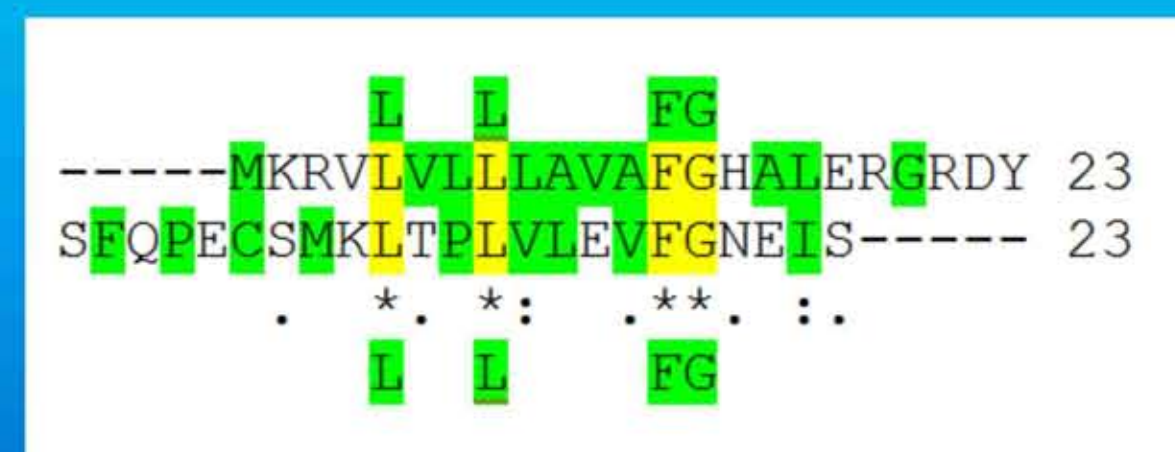 L  L    FG
-----MKRVLVLLLAVAFGHALERGRDY 23
SFQPECSMKLTPLVLEVFGNEIS----- 23
. *. *: .**. :.
L  L    FG